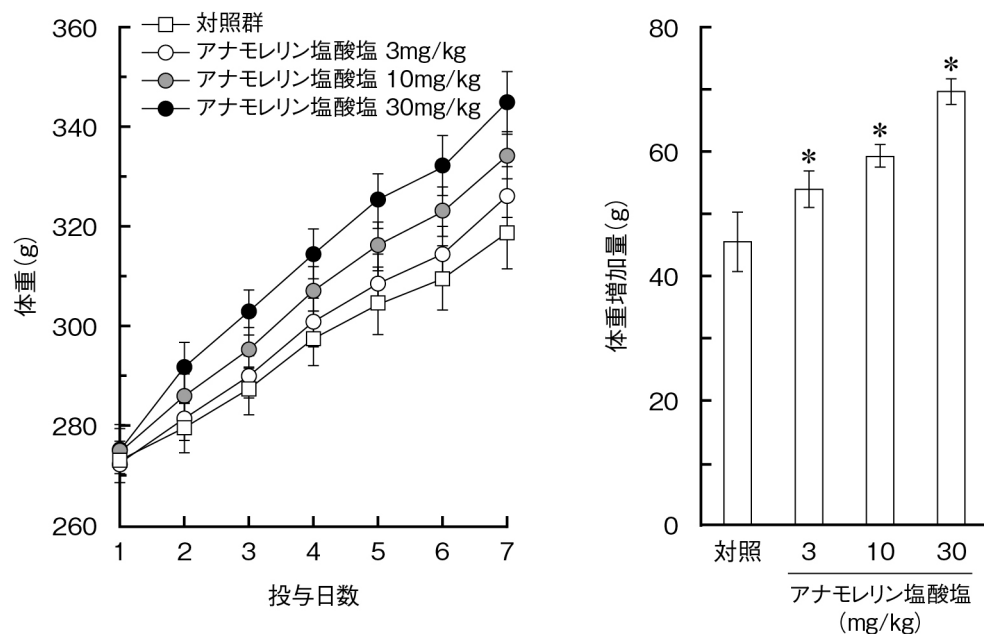 対照群
アナモレリン塩酸塩 3mg/kg
アナモレリン塩酸塩 10mg/kg
アナモレリン塩酸塩 30mg/kg
体重(g)
360
340
320
300
280
260
1 2 3 4 5 6 7
投与日数
体重増加量(g)
80
60
40
20
0
* * *
対照 3 10 30
アナモレリン塩酸塩
(mg/kg)